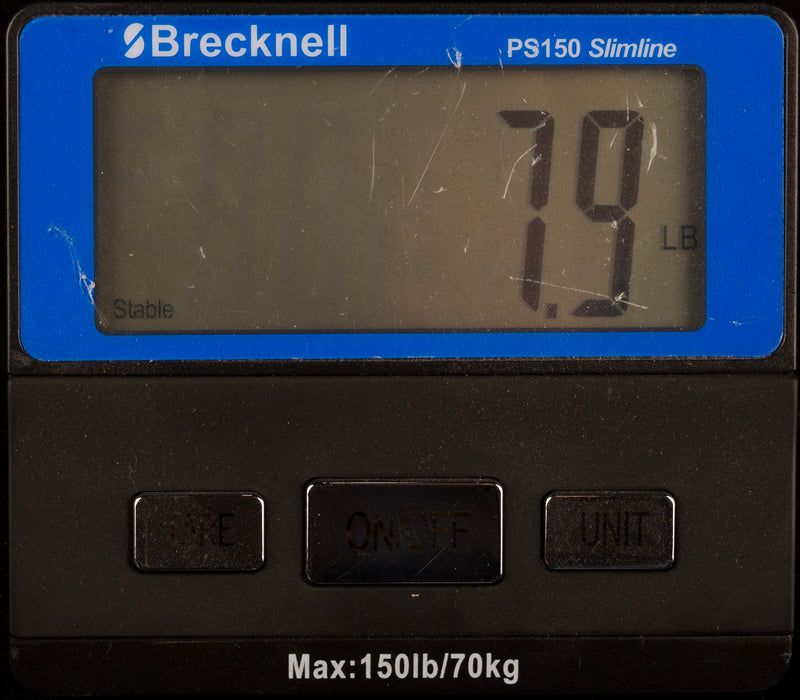 Brecknell PS150 Slimline
7.9 LB
Stable
TARE ON/OFF UNIT
Max:150lb/70kg